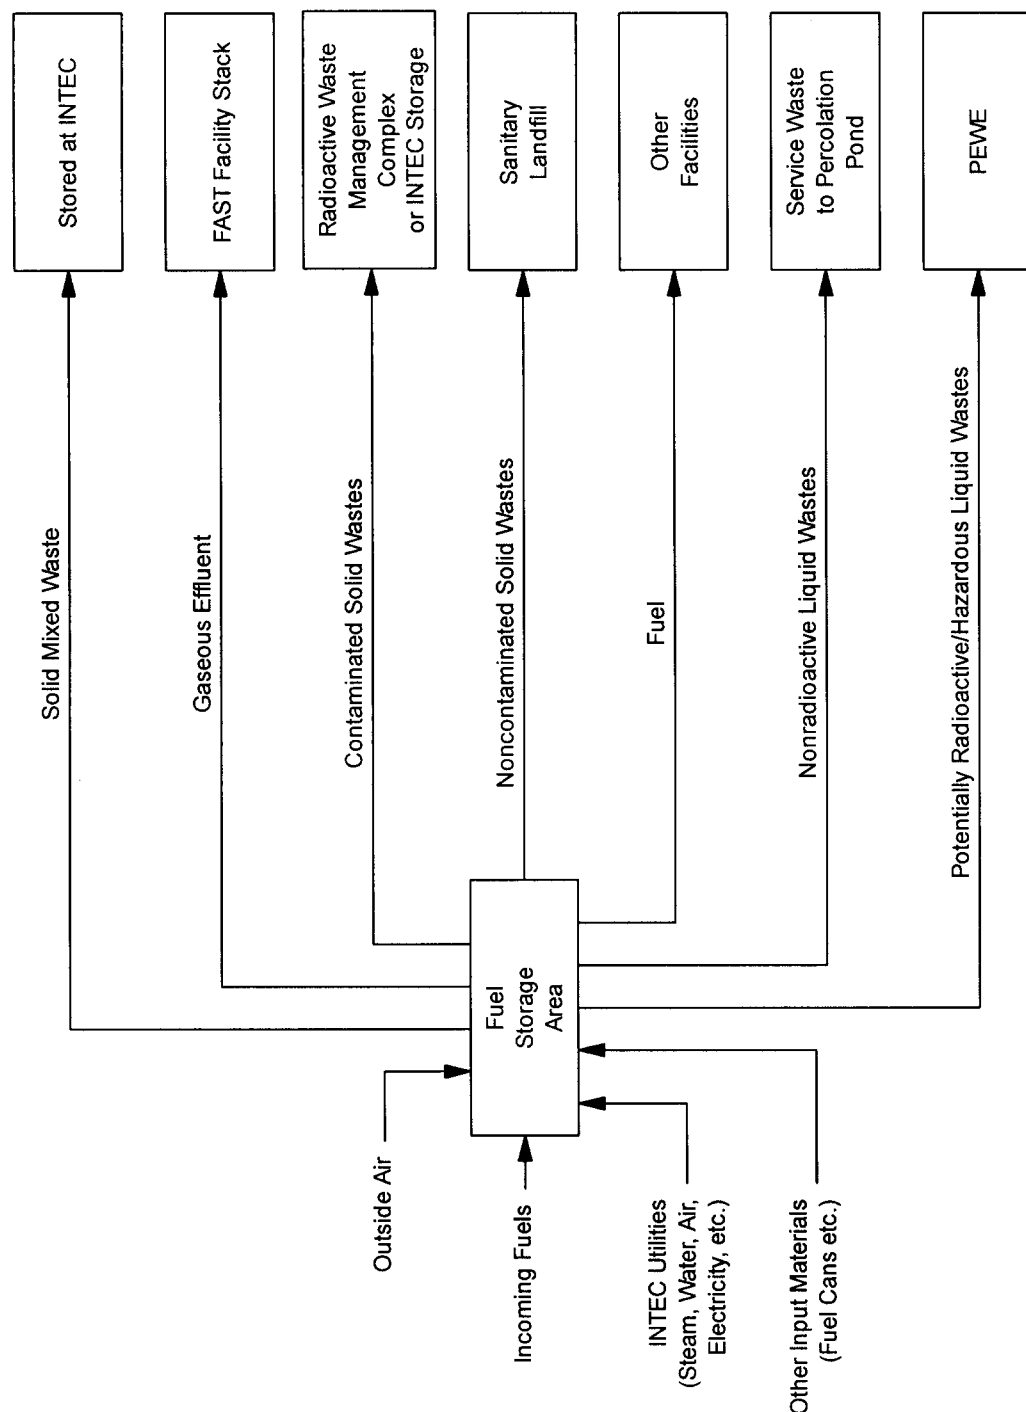 Outside Air
Incoming Fuels
INTEC Utilities
(Steam, Water, Air,
Electricity, etc.)
Other Input Materials
(Fuel Cans etc.)
Fuel
Storage
Area
Solid Mixed Waste
Stored at INTEC
Gaseous Effluent
FAST Facility Stack
Contaminated Solid Wastes
Radioactive Waste
Management
Complex
or INTEC Storage
Noncontaminated Solid Wastes
Sanitary
Landfill
Fuel
Other
Facilities
Nonradioactive Liquid Wastes
Service Waste
to Percolation
Pond
Potentially Radioactive/Hazardous Liquid Wastes
PEWE